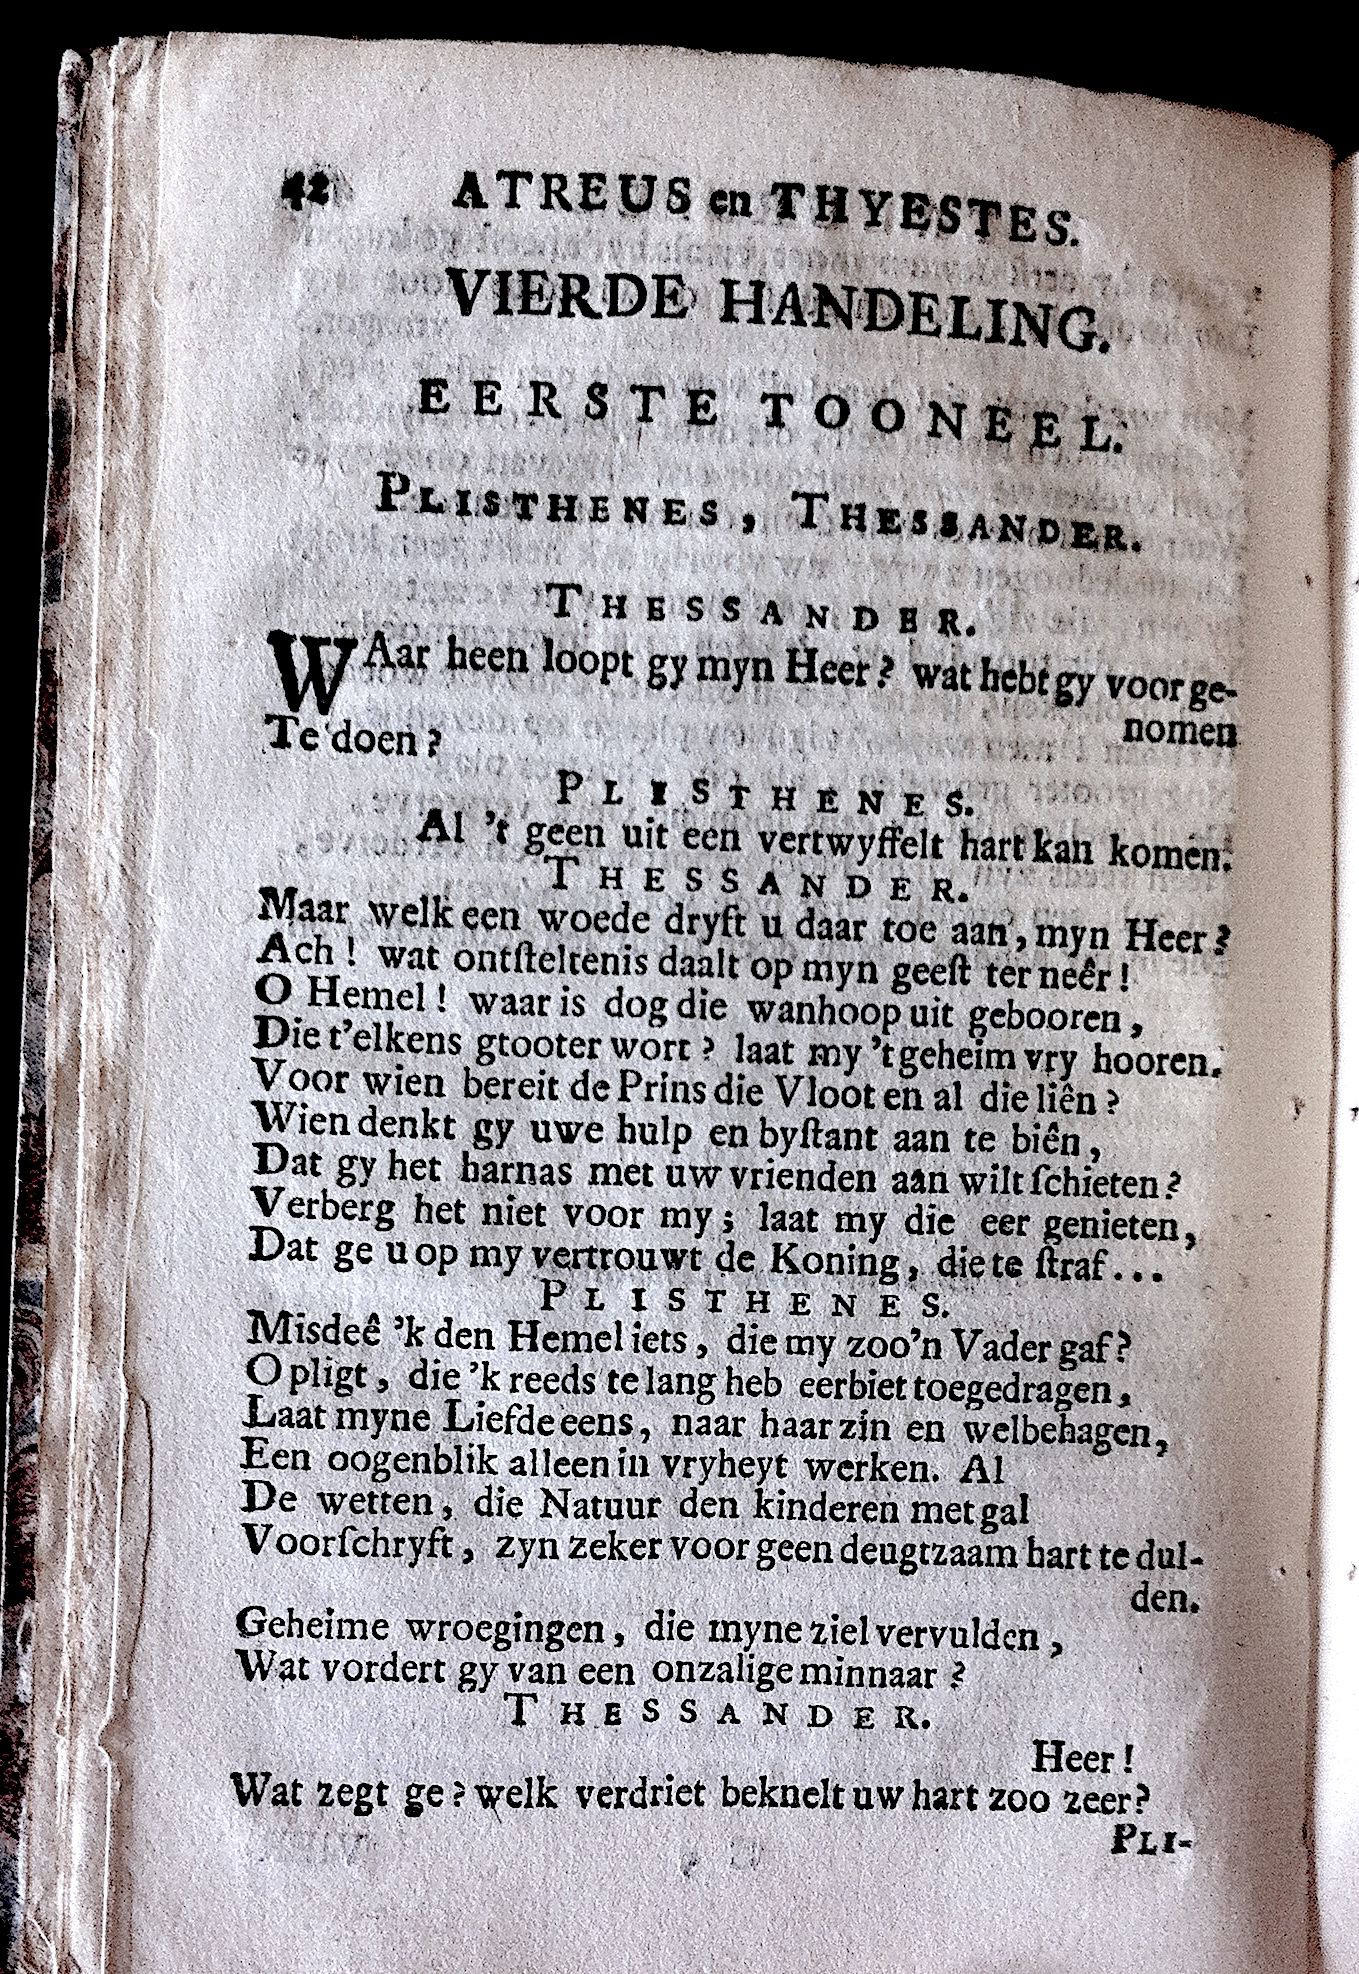 42 ATREUS en THYESTES.
VIERDE HANDELING.
EERSTE TOONEEL.
PLISTHENES, THESSANDER.
THESSANDER.
WAar heen loopt gy myn Heer? wat hebt gy voorge-
nomen
Te doen?
PLISTHENES.
Al 't geen uit een vertwyffelt hart kan komen.
THESSANDER.
Maar welk een woede dryft u daar toe aan, myn Heer?
Ach! wat ontſteltenis daalt op myn geeſt ter neêr!
O Hemel! waar is dog die wanhoop uit gebooren,
Die t'elkens gtooter wort? laat my 't geheim vry hooren.
Voor wien bereit de Prins die Vloot en al die liên?
Wien denkt gy uwe hulp en byſtant aan te biên,
Dat gy het harnas met uw vrienden aan wilt ſchieten?
Verberg het niet voor my; laat my die eer genieten,
Dat ge u op my vertrouwt de Koning, die te ſtraf...
PLISTHENES.
Misdeê 'k den Hemel iets, die my zoo'n Vader gaf?
O pligt, die 'k reeds te lang heb eerbiet toegedragen,
Laat myne Liefde eens, naar haar zin en welbehagen,
Een oogenblik alleen in vryheyt werken. Al
De wetten, die Natuur den kinderen met gal
Voorſchryft, zyn zeker voor geen deugtzaam hart te dul-
den.
Geheime wroegingen, die myne ziel vervulden,
Wat vordert gy van een onzalige minnaar?
THESSANDER.
Heer!
Wat zegt ge? welk verdriet beknelt uw hart zoo zeer?
PLI-